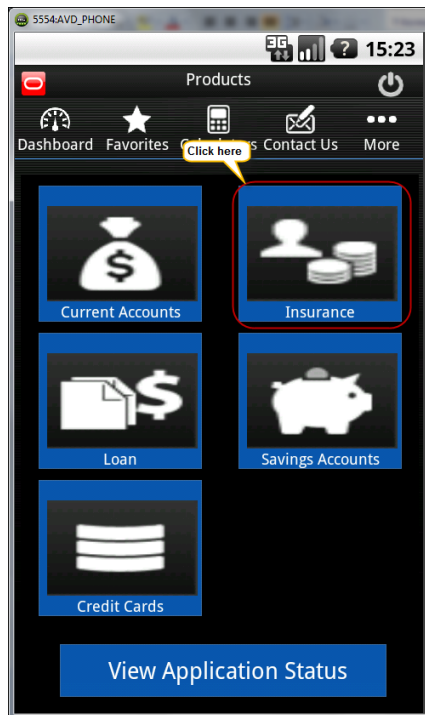 5554:AVD_PHONE
3G 15:23
Products
Dashboard Favorites Contact Us More
Click here
Current Accounts Insurance
Loan Savings Accounts
Credit Cards
View Application Status